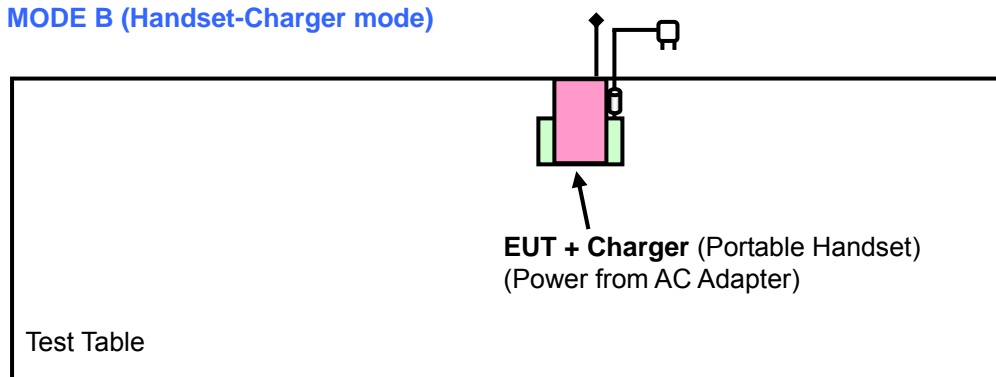 MODE B (Handset-Charger mode)
EUT + Charger (Portable Handset)
(Power from AC Adapter)
Test Table